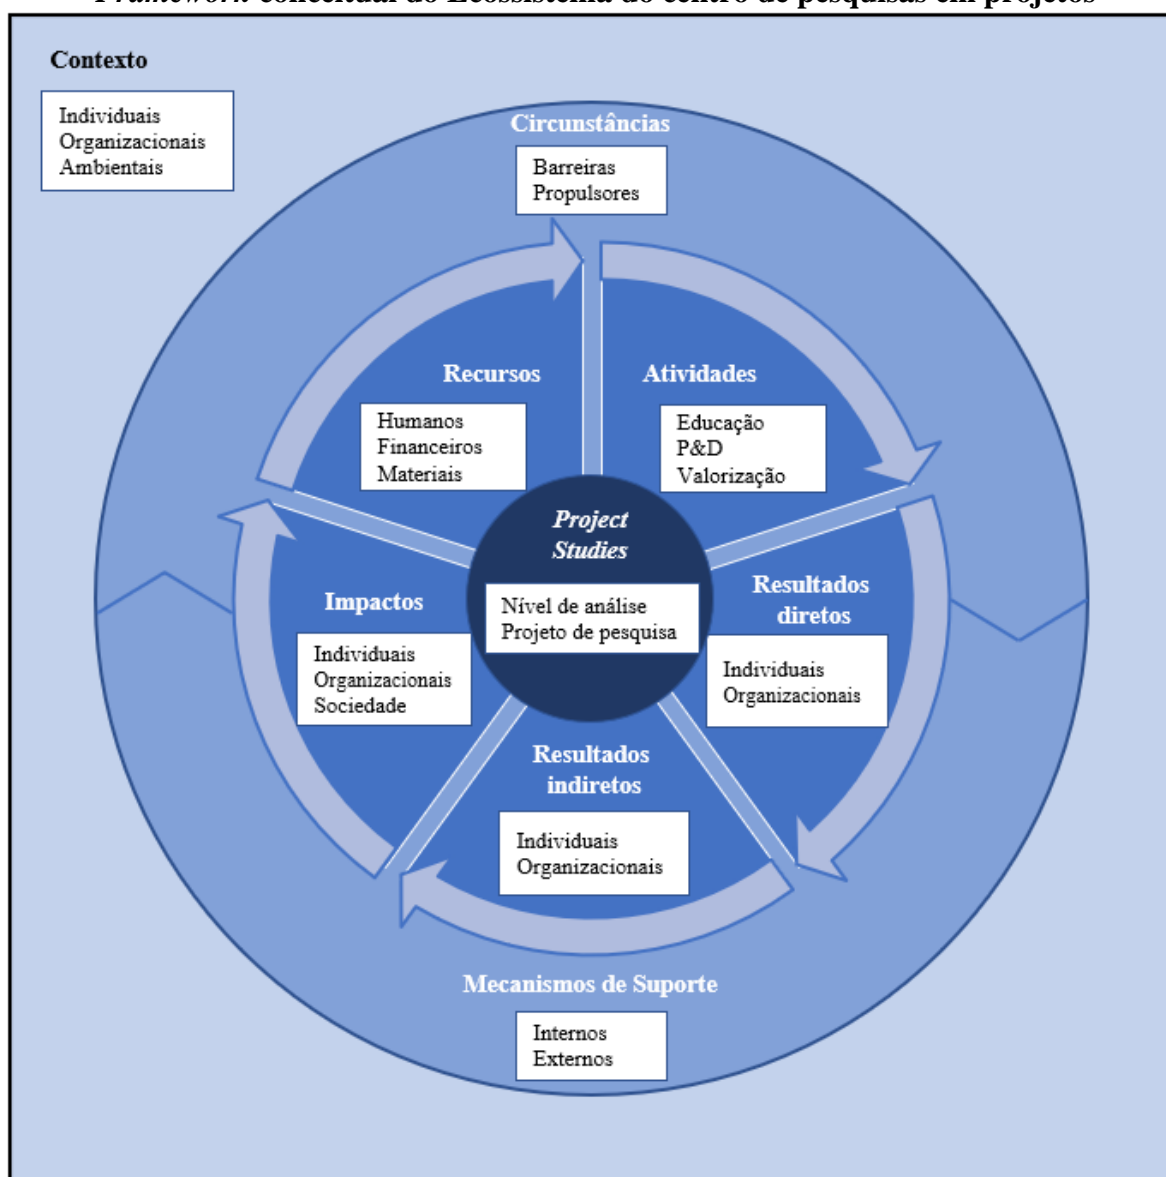 Framework conceitual do Ecossistema do centro de pesquisas em projetos
Contexto
Individuais
Organizacionais
Ambientais
Circunstâncias
Barreiras
Propulsores
Recursos
Humanos
Financeiros
Materiais
Atividades
Educação
P&D
Valorização
Project
Studies
Nível de análise
Projeto de pesquisa
Resultados
diretos
Individuais
Organizacionais
Impactos
Individuais
Organizacionais
Sociedade
Resultados
indiretos
Individuais
Organizacionais
Mecanismos de Suporte
Internos
Externos